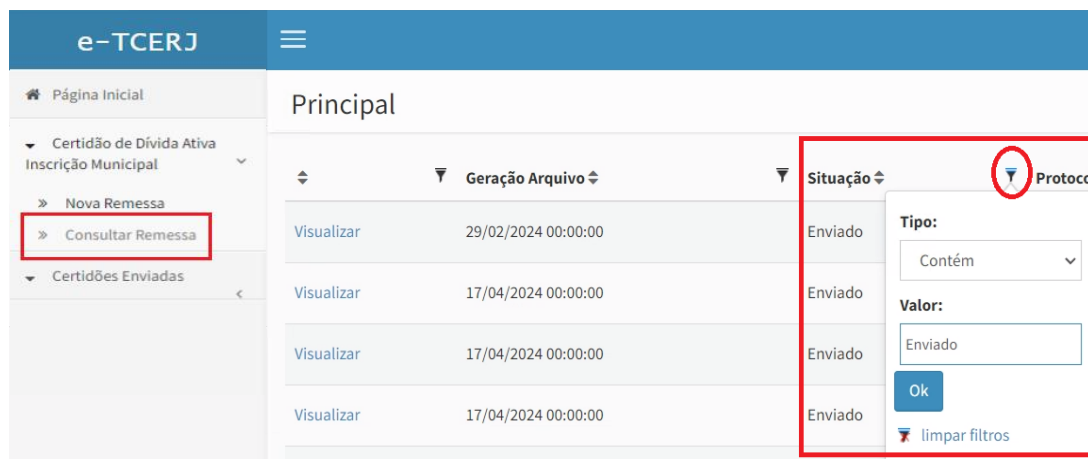 e-TCERJ
Página Inicial
Certidão de Dívida Ativa
Inscrição Municipal
Nova Remessa
Consultar Remessa
Certidões Enviadas
Principal
Geração Arquivo Situação Protoco
Visualizar 29/02/2024 00:00:00 Enviado
Visualizar 17/04/2024 00:00:00 Enviado
Visualizar 17/04/2024 00:00:00 Enviado
Visualizar 17/04/2024 00:00:00 Enviado
Tipo:
Contém
Valor:
Enviado
Ok
limpar filtros